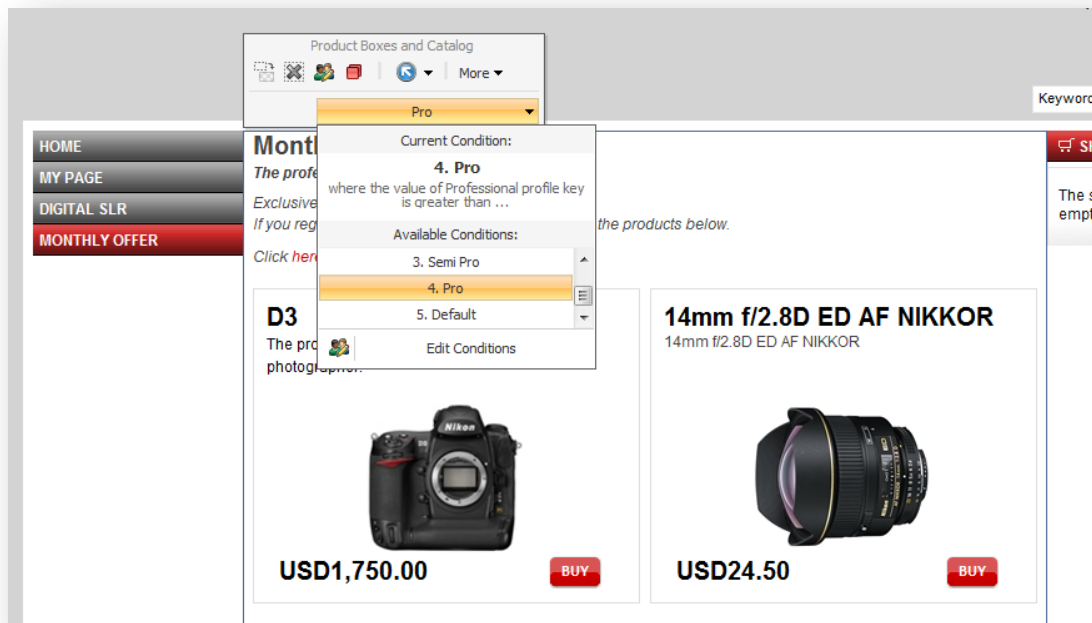 Product Boxes and Catalog
More
Pro
Keyword
HOME
MY PAGE
DIGITAL SLR
MONTHLY OFFER
Current Condition:
4. Pro
where the value of Professional profile key
is greater than ...
Available Conditions:
3. Semi Pro
4. Pro
5. Default
Edit Conditions
Mont
The profe
Exclusive
If you reg the products below.
Click here
The s
empt
D3
The pro
photographer.
Nikon
USD1,750.00
BUY
14mm f/2.8D ED AF NIKKOR
14mm f/2.8D ED AF NIKKOR
USD24.50
BUY